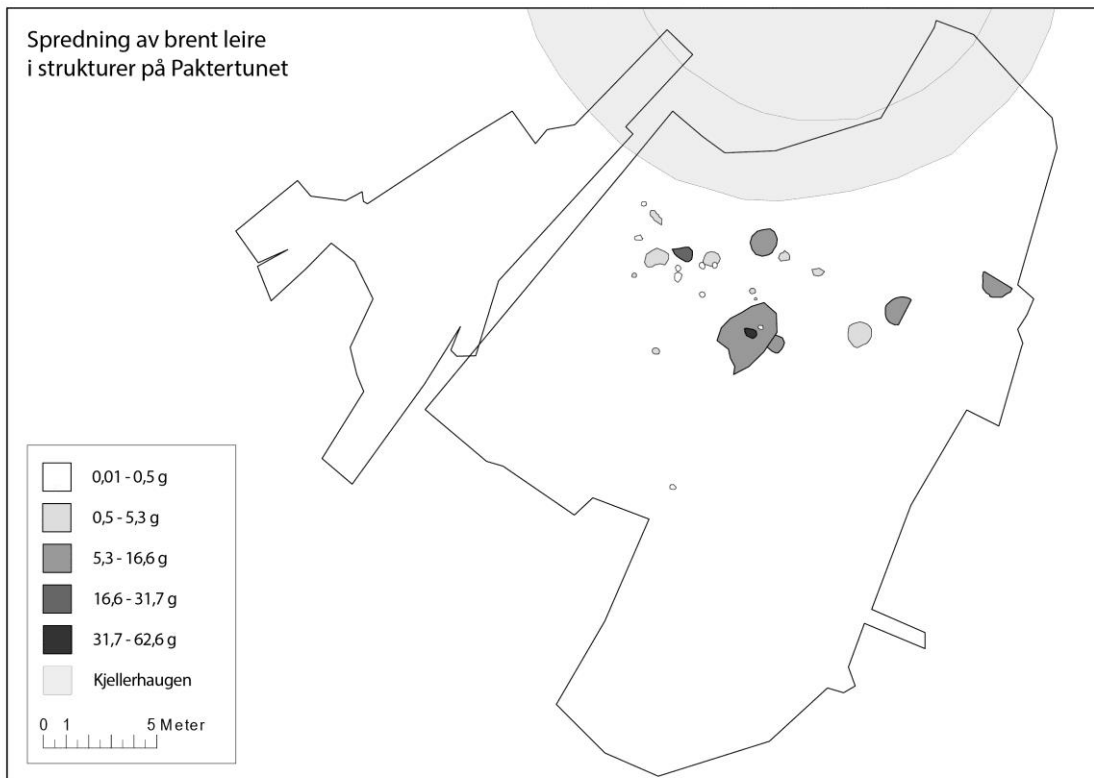 Spredning av brent leire
i strukturer på Paktertunet
0,01 - 0,5 g
0,5 - 5,3 g
5,3 - 16,6 g
16,6 - 31,7 g
31,7 - 62,6 g
Kjellerhaugen
0 1 5 Meter